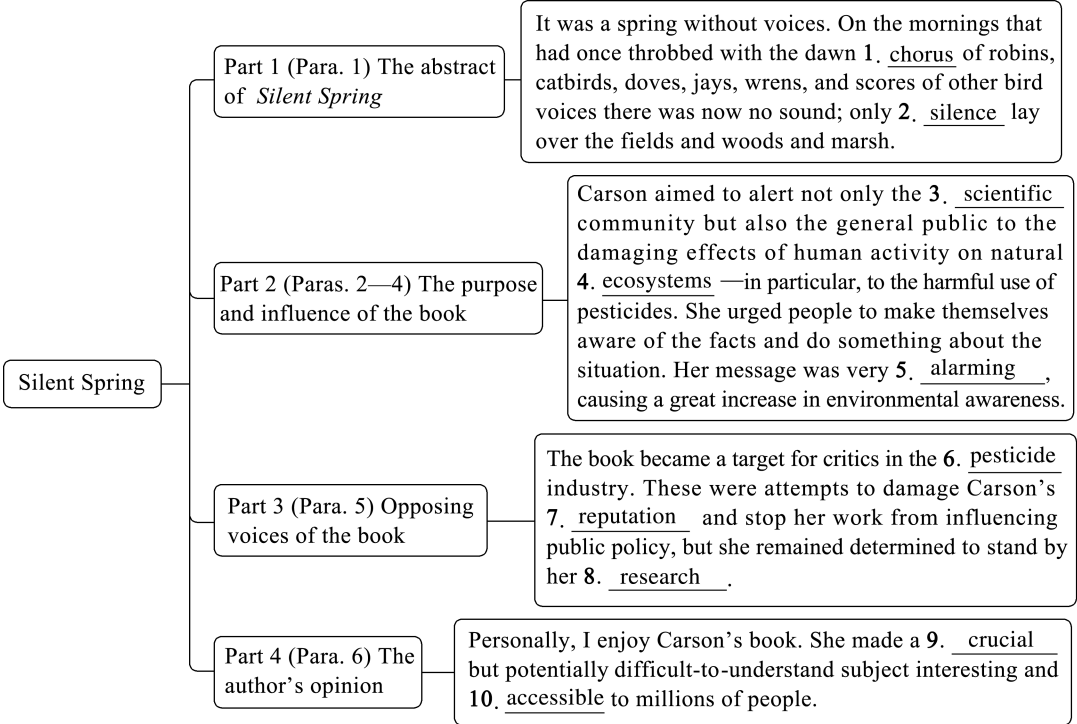 Silent Spring
Part 1 (Para. 1) The abstract
of Silent Spring
It was a spring without voices. On the mornings that
had once throbbed with the dawn 1. chorus of robins,
catbirds, doves, jays, wrens, and scores of other bird
voices there was now no sound; only 2. silence lay
over the fields and woods and marsh.
Part 2 (Paras. 2—4) The purpose
and influence of the book
Carson aimed to alert not only the 3. scientific
community but also the general public to the
damaging effects of human activity on natural
4. ecosystems —in particular, to the harmful use of
pesticides. She urged people to make themselves
aware of the facts and do something about the
situation. Her message was very 5. alarming ,
causing a great increase in environmental awareness.
Part 3 (Para. 5) Opposing
voices of the book
The book became a target for critics in the 6. pesticide
industry. These were attempts to damage Carson's
7. reputation and stop her work from influencing
public policy, but she remained determined to stand by
her 8. research .
Part 4 (Para. 6) The
author's opinion
Personally, I enjoy Carson's book. She made a 9. crucial
but potentially difficult-to-understand subject interesting and
10. accessible to millions of people.